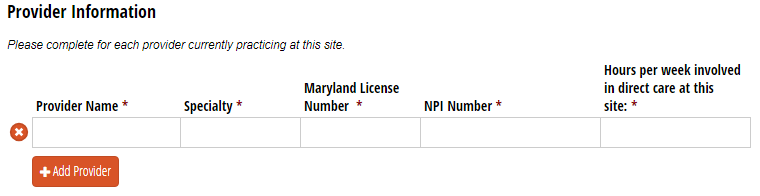 Provider Information
Please complete for each provider currently practicing at this site.
Provider Name *
Specialty *
Maryland License
Number *
NPI Number *
Hours per week involved
in direct care at this
site: *
Add Provider